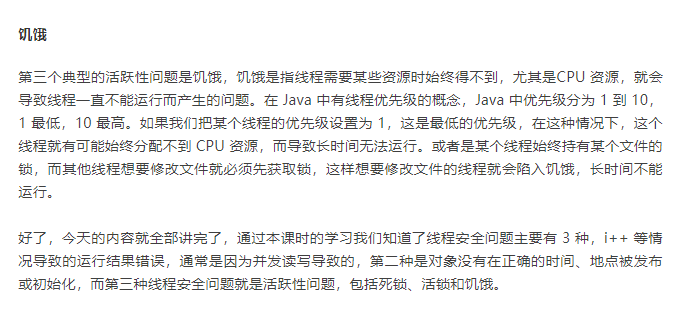 饥饿
第三个典型的活跃性问题是饥饿，饥饿是指线程需要某些资源时始终得不到，尤其是CPU 资源，就会
导致线程一直不能运行而产生的问题。在 Java 中有线程优先级的概念，Java 中优先级分为 1 到 10，
1 最低，10 最高。如果我们把某个线程的优先级设置为 1，这是最低的优先级，在这种情况下，这个
线程就有可能始终分配不到 CPU 资源，而导致长时间无法运行。或者是某个线程始终持有某个文件的
锁，而其他线程想要修改文件就必须先获取锁，这样想要修改文件的线程就会陷入饥饿，长时间不能
运行。
好了，今天的内容就全部讲完了，通过本课时的学习我们知道了线程安全问题主要有 3 种，i++ 等情
况导致的运行结果错误，通常是因为并发读写导致的，第二种是对象没有在正确的时间、地点被发布
或初始化，而第三种线程安全问题就是活跃性问题，包括死锁、活锁和饥饿。